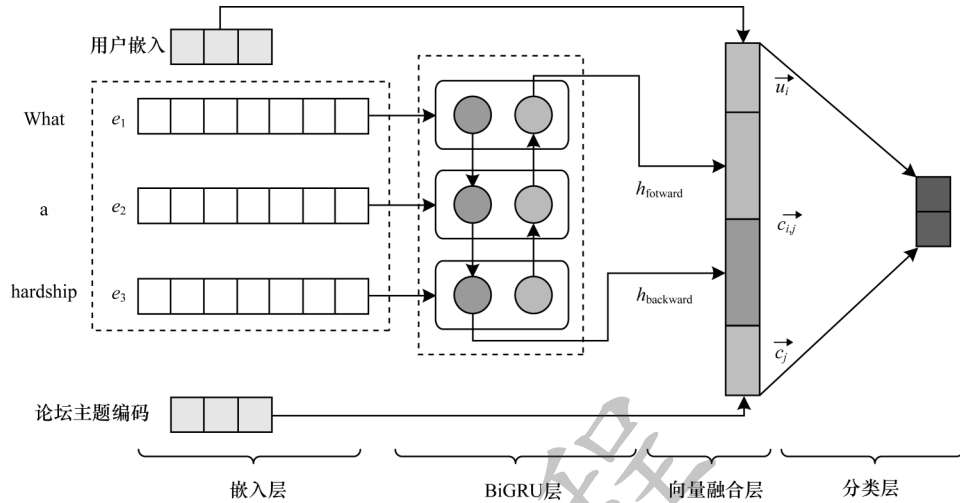 用户嵌入
What
e₁
a
e₂
hardship
e₃
论坛主题编码
h_fotward
h_backward
u_i
c_{i,j}
c_j
嵌入层
BiGRU层
向量融合层
分类层